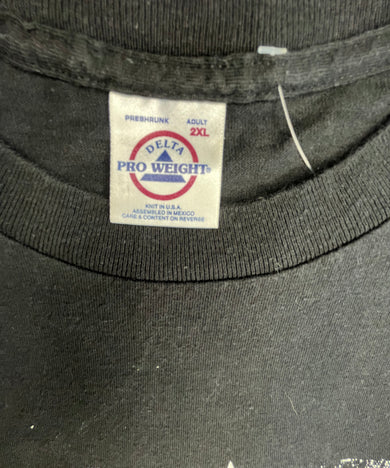 PRESHRUNK ADULT
2XL
DELTA
PRO WEIGHT®
KNIT IN U.S.A.
ASSEMBLED IN MEXICO
CARE & CONTENT ON REVERSE